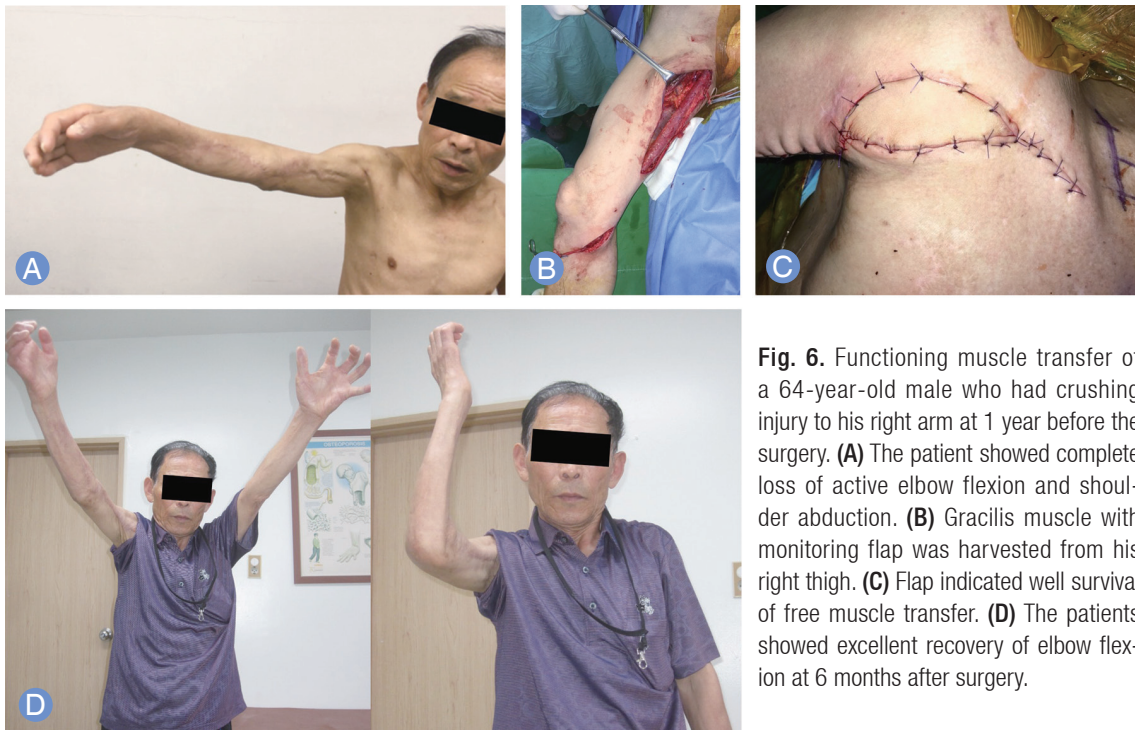 A
B
C
D
Fig. 6. Functioning muscle transfer of
a 64-year-old male who had crushing
injury to his right arm at 1 year before the
surgery. (A) The patient showed complete
loss of active elbow flexion and shoul-
der abduction. (B) Gracilis muscle with
monitoring flap was harvested from his
right thigh. (C) Flap indicated well surviva
of free muscle transfer. (D) The patients
showed excellent recovery of elbow flex-
ion at 6 months after surgery.